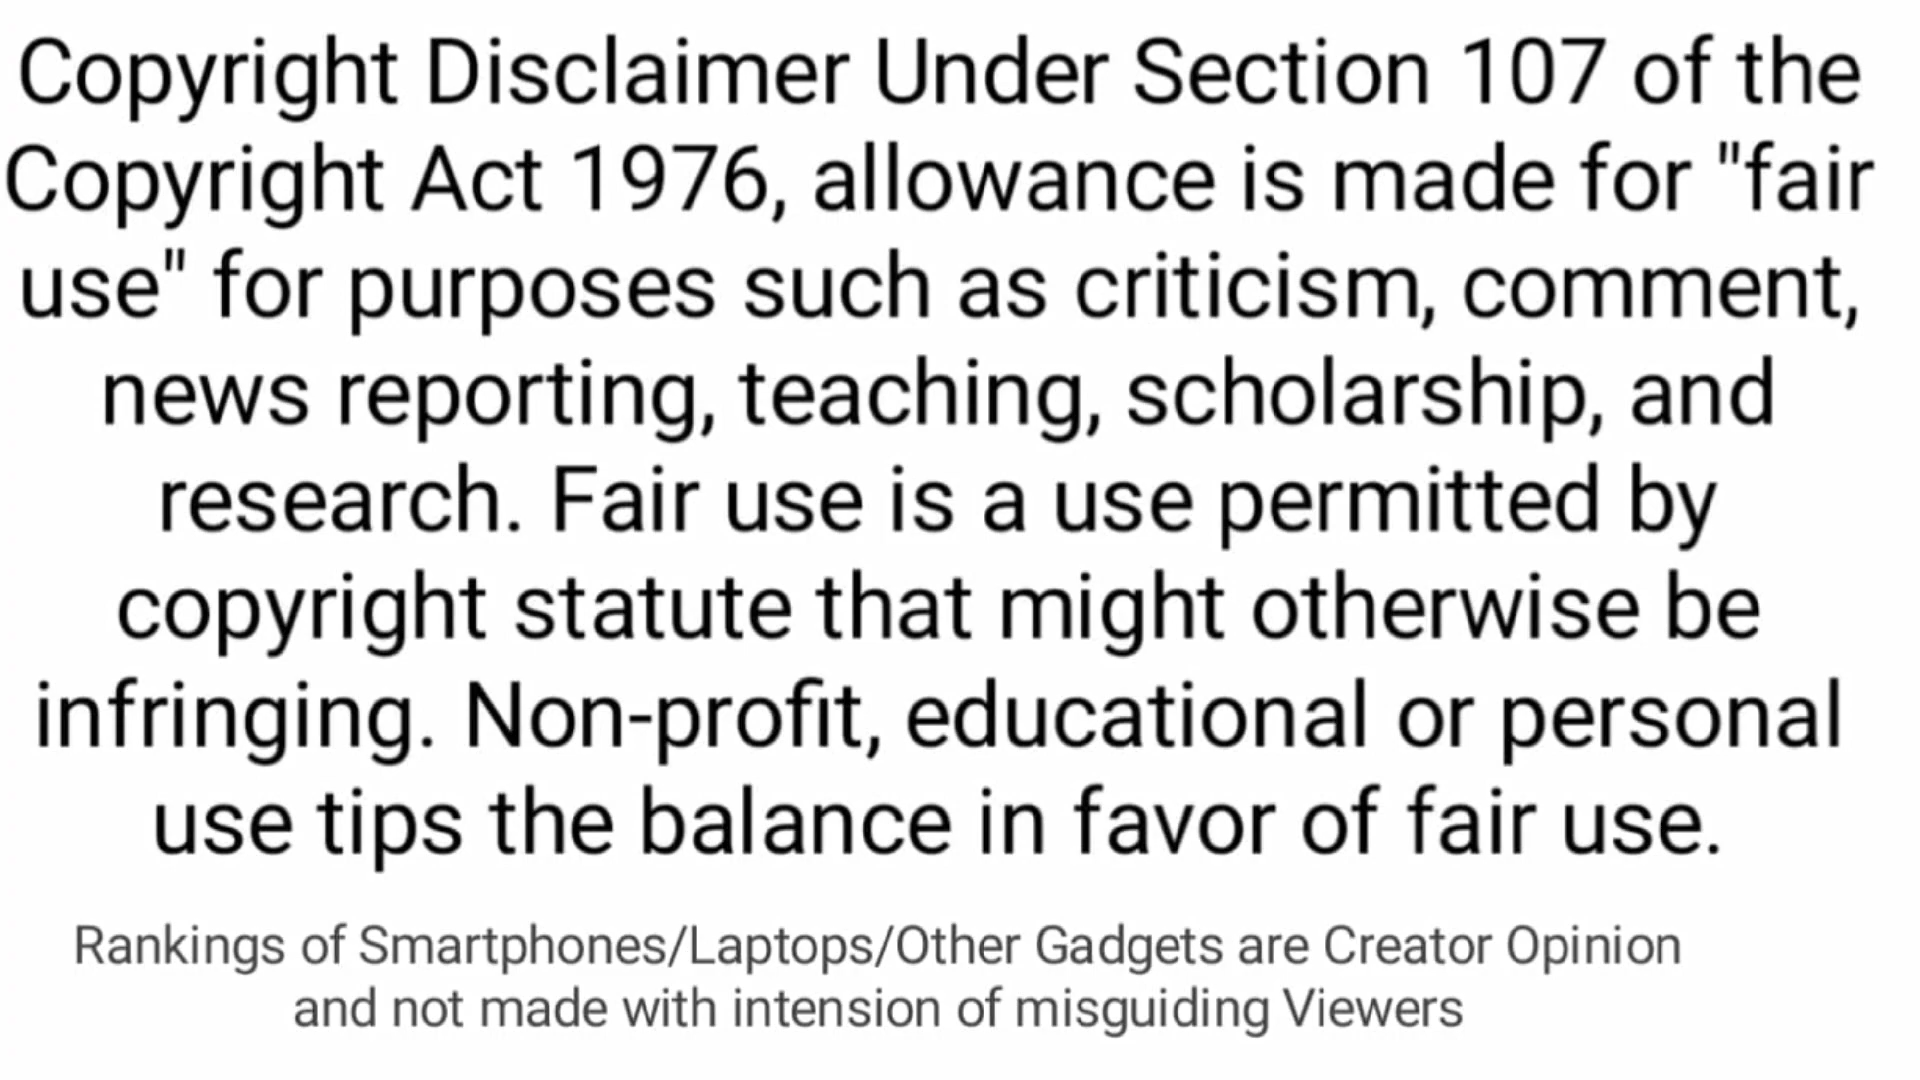 Copyright Disclaimer Under Section 107 of the
Copyright Act 1976, allowance is made for "fair
use" for purposes such as criticism, comment,
news reporting, teaching, scholarship, and
research. Fair use is a use permitted by
copyright statute that might otherwise be
infringing. Non-profit, educational or personal
use tips the balance in favor of fair use.
Rankings of Smartphones/Laptops/Other Gadgets are Creator Opinion
and not made with intension of misguiding Viewers